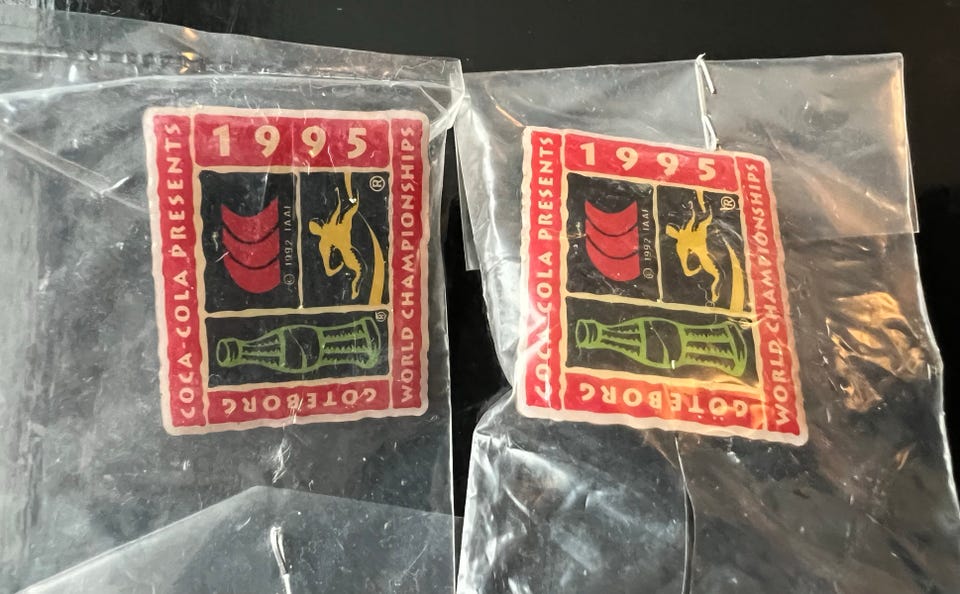 1995
COCA-COLA PRESENTS
WORLD CHAMPIONSHIPS
© 1992 IAAF
®
®
GÖTEBORG
1995
COCA-COLA PRESENTS
WORLD CHAMPIONSHIPS
© 1992 IAAF
®
®
GÖTEBORG